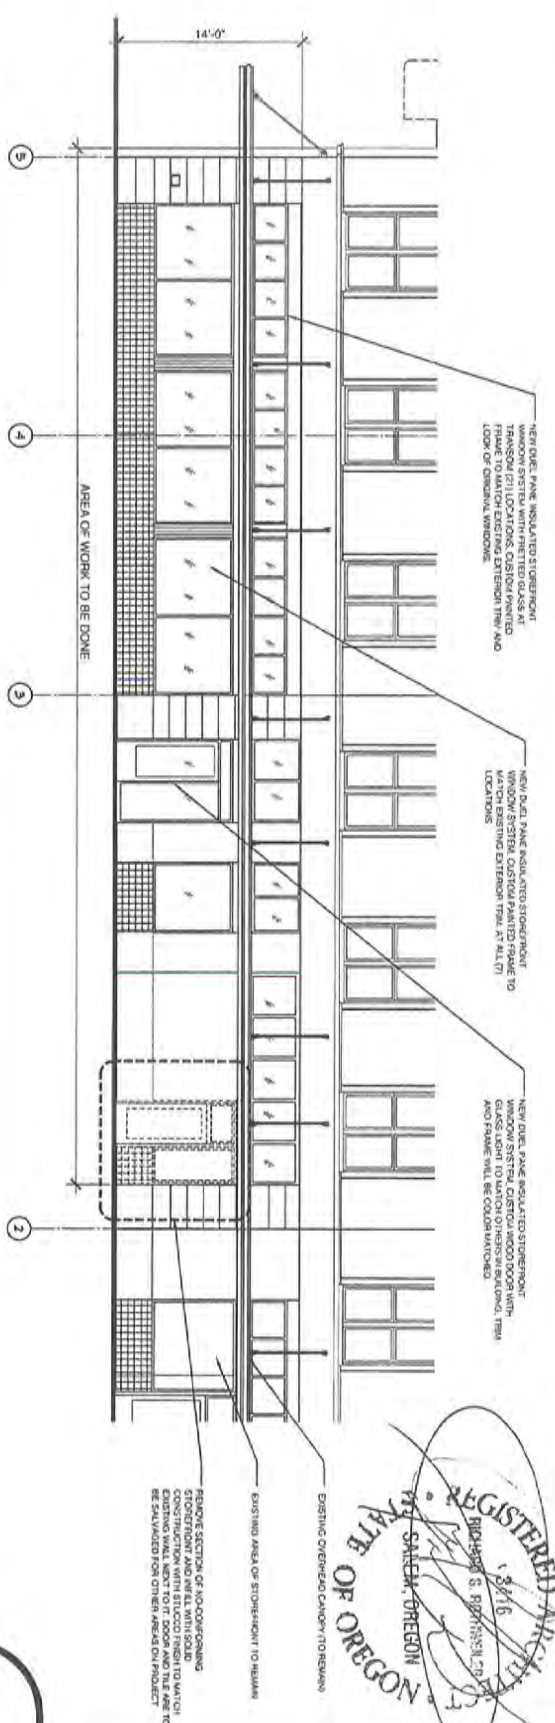 14'-0"
5
4
3
2
AREA OF WORK TO BE DONE
NEW DUEL PANE INSULATED STOREFRONT
WINDOW SYSTEM WITH FRETTED GLASS AT
TRANSOM (21) LOCATIONS. CUSTOM PAINTED
FRAME TO MATCH EXISTING EXTERIOR TRIM AND
LOOK OF ORIGINAL WINDOWS.
NEW DUEL PANE INSULATED STOREFRONT
WINDOW SYSTEM. CUSTOM PAINTED FRAME TO
MATCH EXISTING EXTERIOR TRIM. AT ALL (7)
LOCATIONS
NEW DUEL PANE INSULATED STOREFRONT
WINDOW SYSTEM, CUSTOM WOOD DOOR WITH
GLASS LIGHT TO MATCH OTHERS IN BUILDING. TRIM
AND FRAME WILL BE COLOR MATCHED.
EXISTING OVERHEAD CANOPY (TO REMAIN)
EXISTING AREA OF STOREFRONT TO REMAIN
REMOVE SECTION OF NO-CONFORMING
STOREFRONT AND INFILL WITH SOLID
CONSTRUCTION WITH STUCCO FINISH TO MATCH
EXISTING WALL NEXT TO IT. DOOR AND TILE ARE TO
BE SALVAGED FOR OTHER AREAS ON PROJECT
REGISTERED
RICHARD S.
SALEM, OREGON
STATE OF OREGON